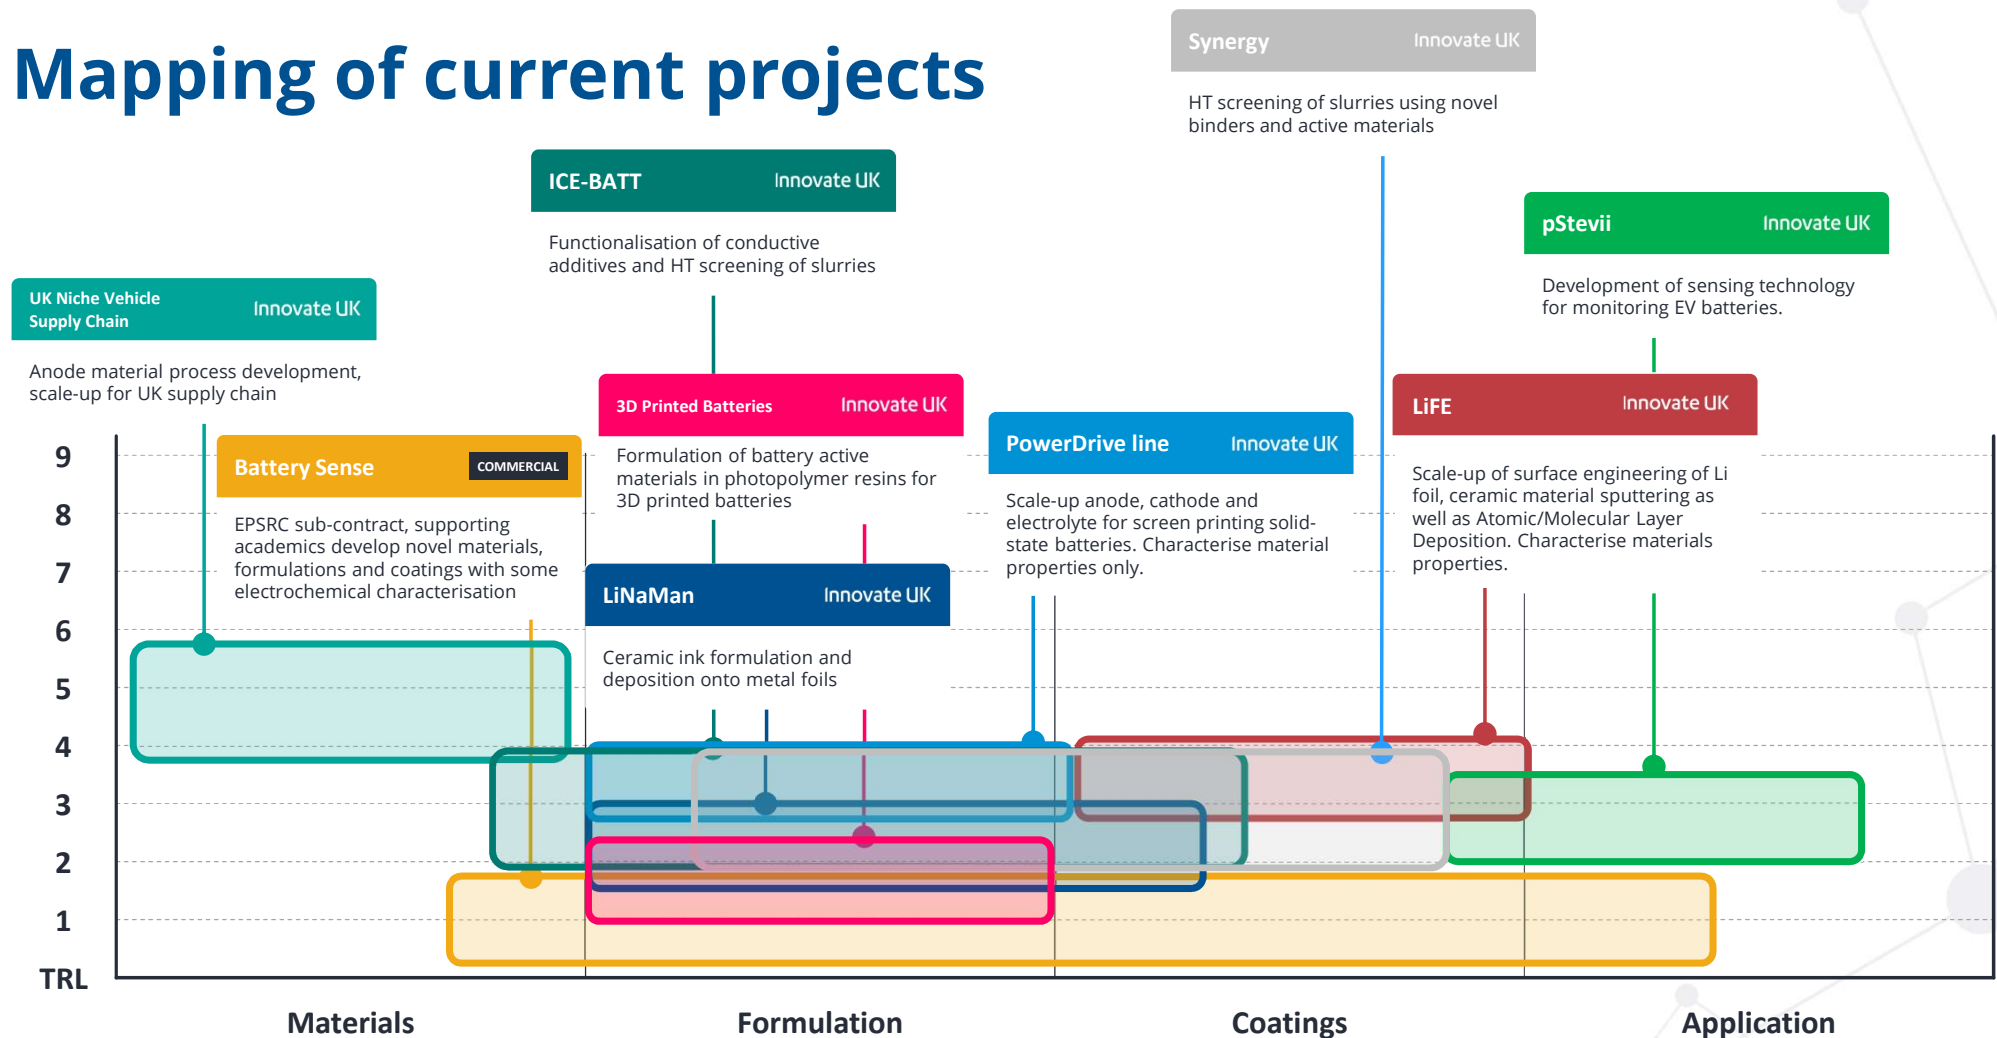 Mapping of current projects
Synergy
Innovate UK
HT screening of slurries using novel
binders and active materials
ICE-BATT
Innovate UK
Functionalisation of conductive
additives and HT screening of slurries
pStevii
Innovate UK
Development of sensing technology
for monitoring EV batteries.
UK Niche Vehicle
Supply Chain
Innovate UK
Anode material process development,
scale-up for UK supply chain
3D Printed Batteries
Innovate UK
Formulation of battery active
materials in photopolymer resins for
3D printed batteries
LiFE
Innovate UK
Scale-up of surface engineering of Li
foil, ceramic material sputtering as
well as Atomic/Molecular Layer
Deposition. Characterise materials
properties.
PowerDrive line
Innovate UK
Scale-up anode, cathode and
electrolyte for screen printing solid-
state batteries. Characterise material
properties only.
Battery Sense
COMMERCIAL
EPSRC sub-contract, supporting
academics develop novel materials,
formulations and coatings with some
electrochemical characterisation
LiNaMan
Innovate UK
Ceramic ink formulation and
deposition onto metal foils
9
8
7
6
5
4
3
2
1
TRL
Materials
Formulation
Coatings
Application